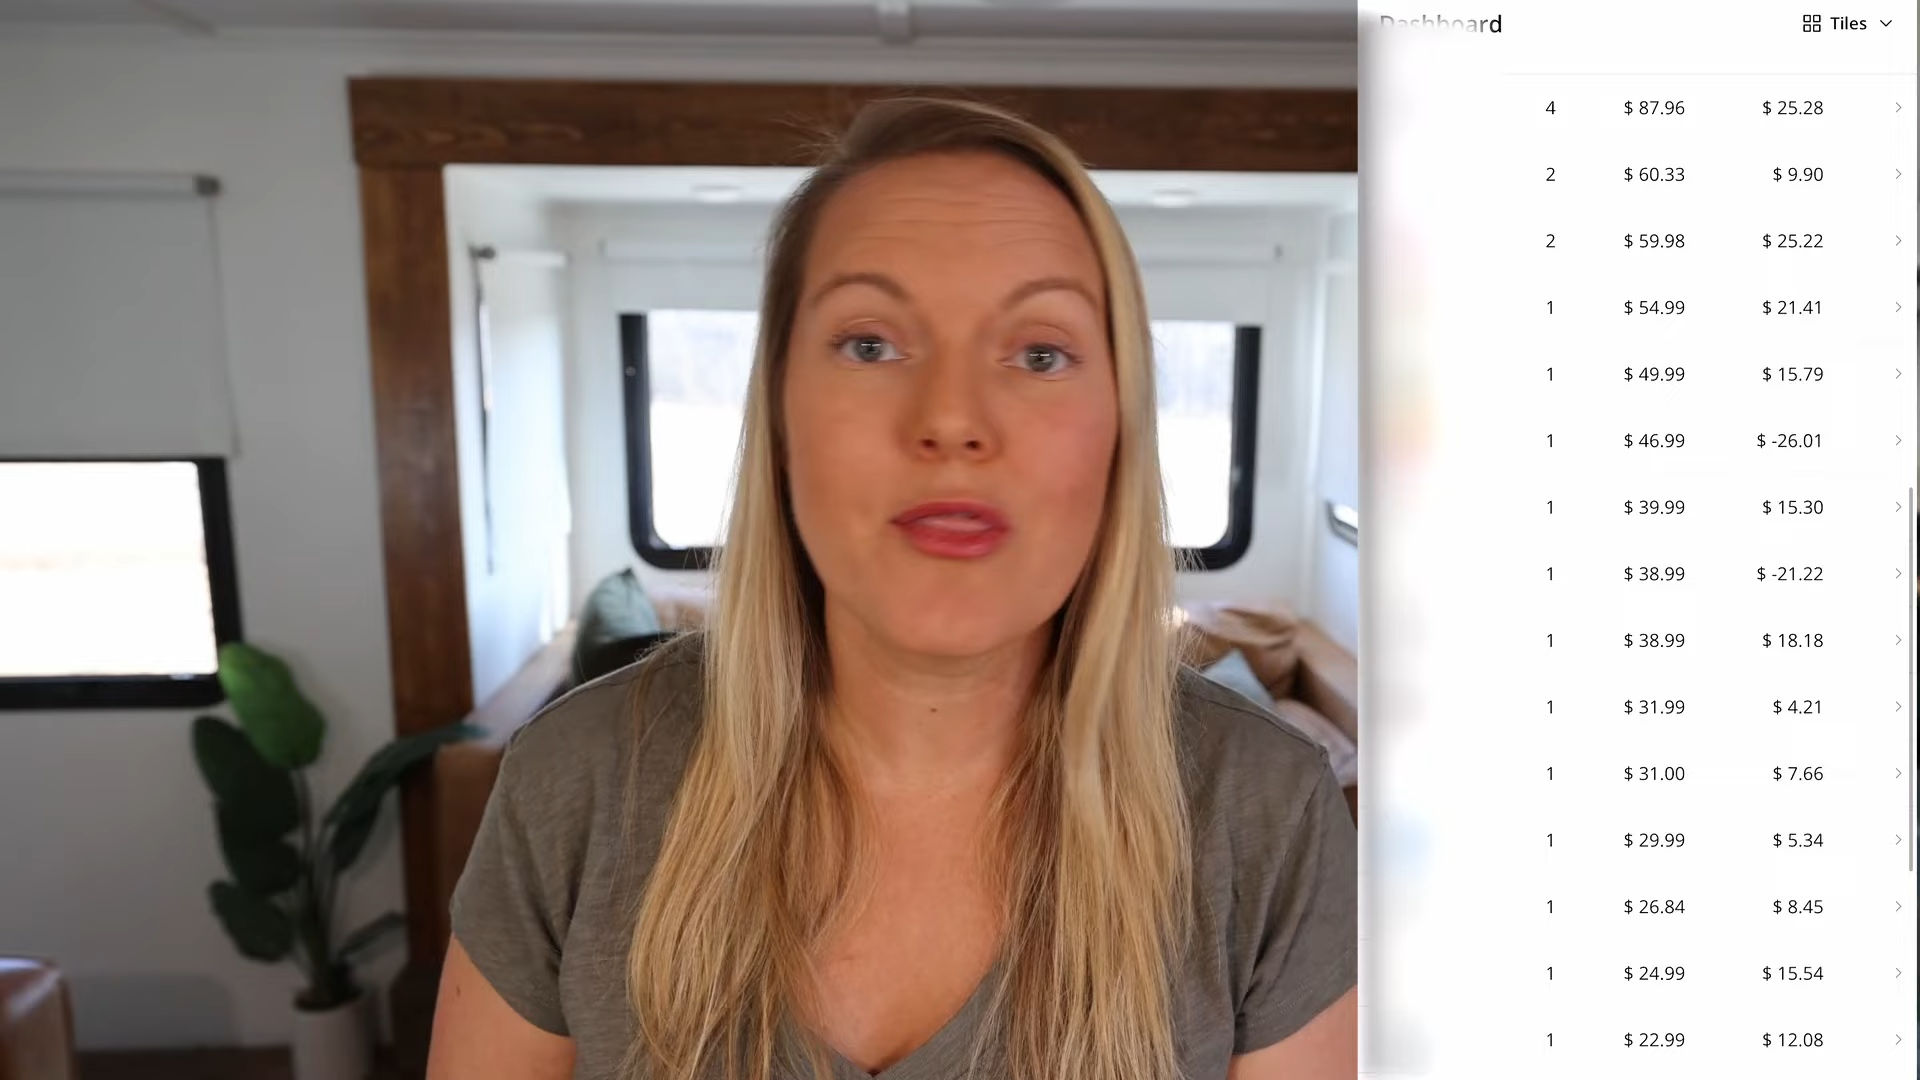 Dashboard Tiles
4 $ 87.96 $ 25.28
2 $ 60.33 $ 9.90
2 $ 59.98 $ 25.22
1 $ 54.99 $ 21.41
1 $ 49.99 $ 15.79
1 $ 46.99 $ -26.01
1 $ 39.99 $ 15.30
1 $ 38.99 $ -21.22
1 $ 38.99 $ 18.18
1 $ 31.99 $ 4.21
1 $ 31.00 $ 7.66
1 $ 29.99 $ 5.34
1 $ 26.84 $ 8.45
1 $ 24.99 $ 15.54
1 $ 22.99 $ 12.08